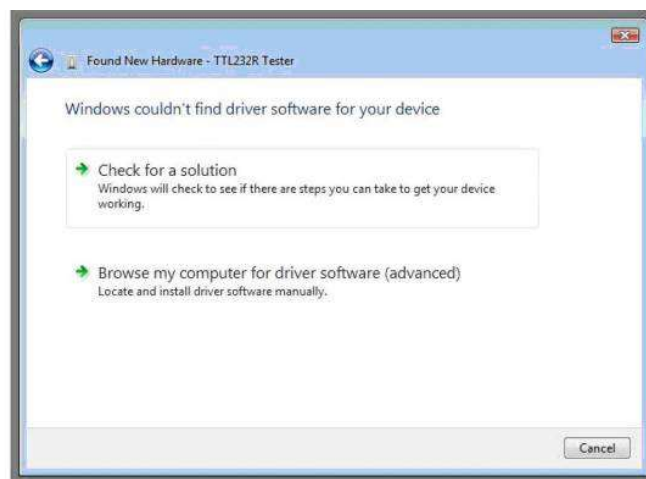 Found New Hardware - TTL232R Tester
Windows couldn't find driver software for your device
Check for a solution
Windows will check to see if there are steps you can take to get your device
working.
Browse my computer for driver software (advanced)
Locate and install driver software manually.
Cancel